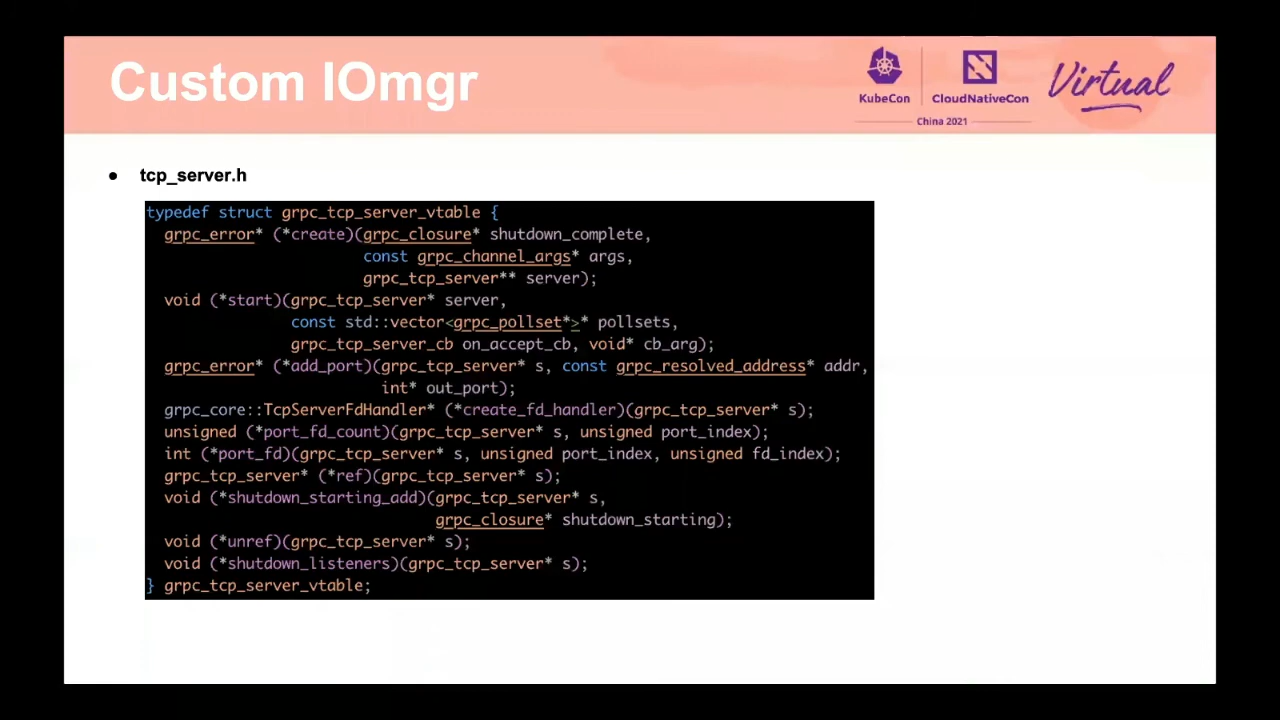 Custom IOmgr
KubeCon
CloudNativeCon
China 2021
Virtual
● tcp_server.h
typedef struct grpc_tcp_server_vtable {
  grpc_error* (*create)(grpc_closure* shutdown_complete,
                        const grpc_channel_args* args,
                        grpc_tcp_server** server);
  void (*start)(grpc_tcp_server* server,
                const std::vector<grpc_pollset*>* pollsets,
                grpc_tcp_server_cb on_accept_cb, void* cb_arg);
  grpc_error* (*add_port)(grpc_tcp_server* s, const grpc_resolved_address* addr,
                          int* out_port);
  grpc_core::TcpServerFdHandler* (*create_fd_handler)(grpc_tcp_server* s);
  unsigned (*port_fd_count)(grpc_tcp_server* s, unsigned port_index);
  int (*port_fd)(grpc_tcp_server* s, unsigned port_index, unsigned fd_index);
  grpc_tcp_server* (*ref)(grpc_tcp_server* s);
  void (*shutdown_starting_add)(grpc_tcp_server* s,
                                grpc_closure* shutdown_starting);
  void (*unref)(grpc_tcp_server* s);
  void (*shutdown_listeners)(grpc_tcp_server* s);
} grpc_tcp_server_vtable;